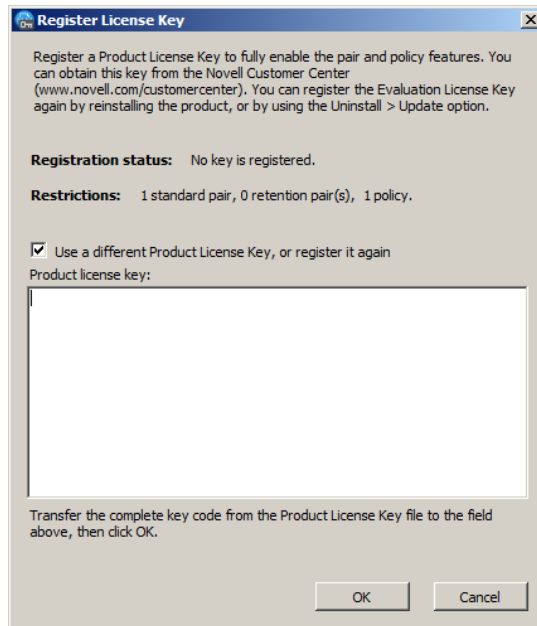 Register License Key
Register a Product License Key to fully enable the pair and policy features. You
can obtain this key from the Novell Customer Center
(www.novell.com/customercenter). You can register the Evaluation License Key
again by reinstalling the product, or by using the Uninstall > Update option.
Registration status: No key is registered.
Restrictions: 1 standard pair, 0 retention pair(s), 1 policy.
Use a different Product License Key, or register it again
Product license key:
Transfer the complete key code from the Product License Key file to the field
above, then click OK.
OK Cancel